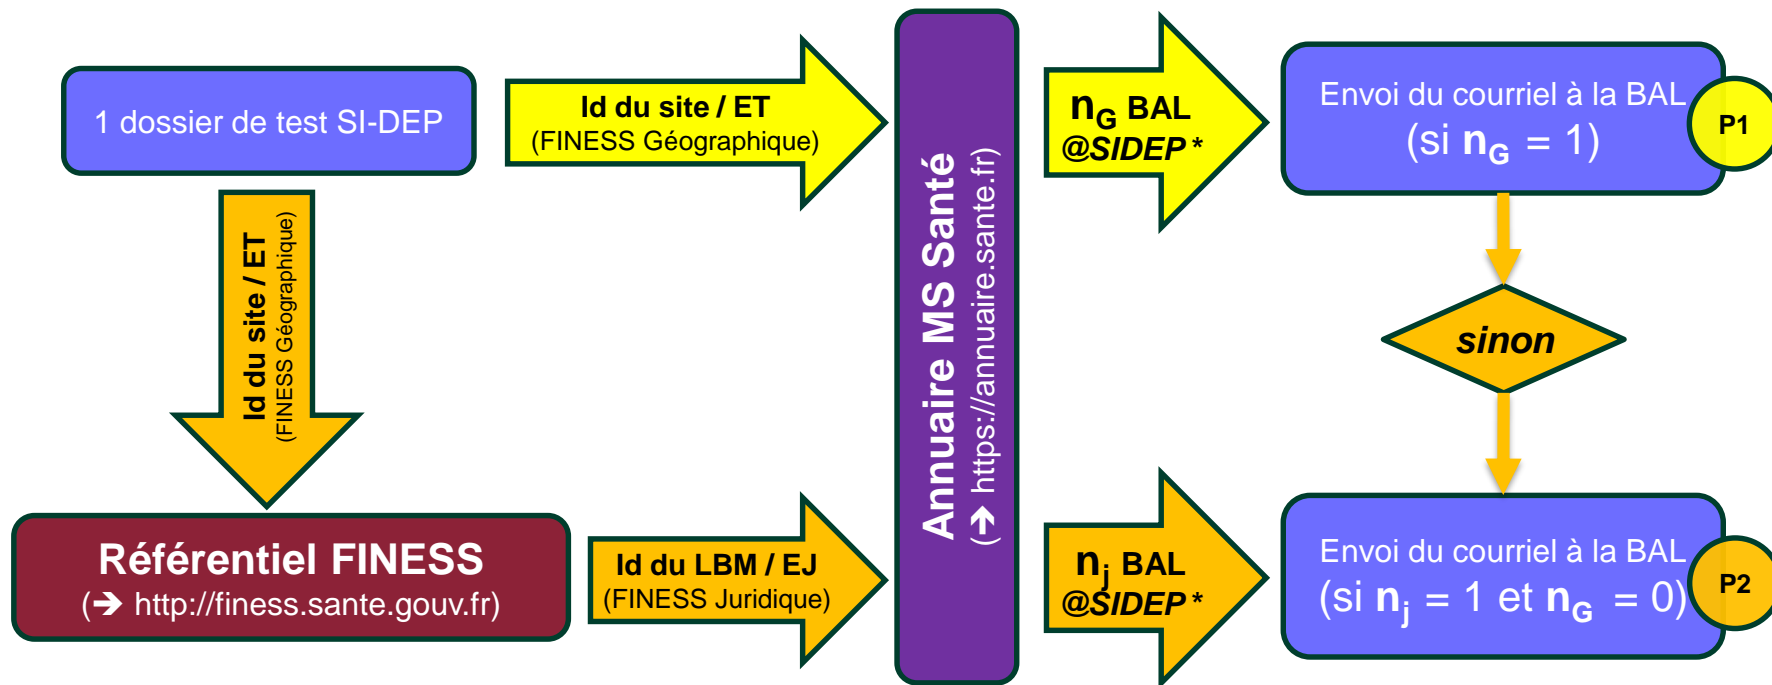 1 dossier de test SI-DEP
Id du site / ET
(FINESS Géographique)
Id du site / ET
(FINESS Géographique)
Référentiel FINESS
(➔ http://finess.sante.gouv.fr)
Id du LBM / EJ
(FINESS Juridique)
Annuaire MS Santé
(➔ https://annuaire.sante.fr)
nG BAL
@SIDEP *
Envoi du courriel à la BAL
(si nG = 1)
P1
sinon
nj BAL
@SIDEP *
Envoi du courriel à la BAL
(si nj = 1 et nG = 0)
P2